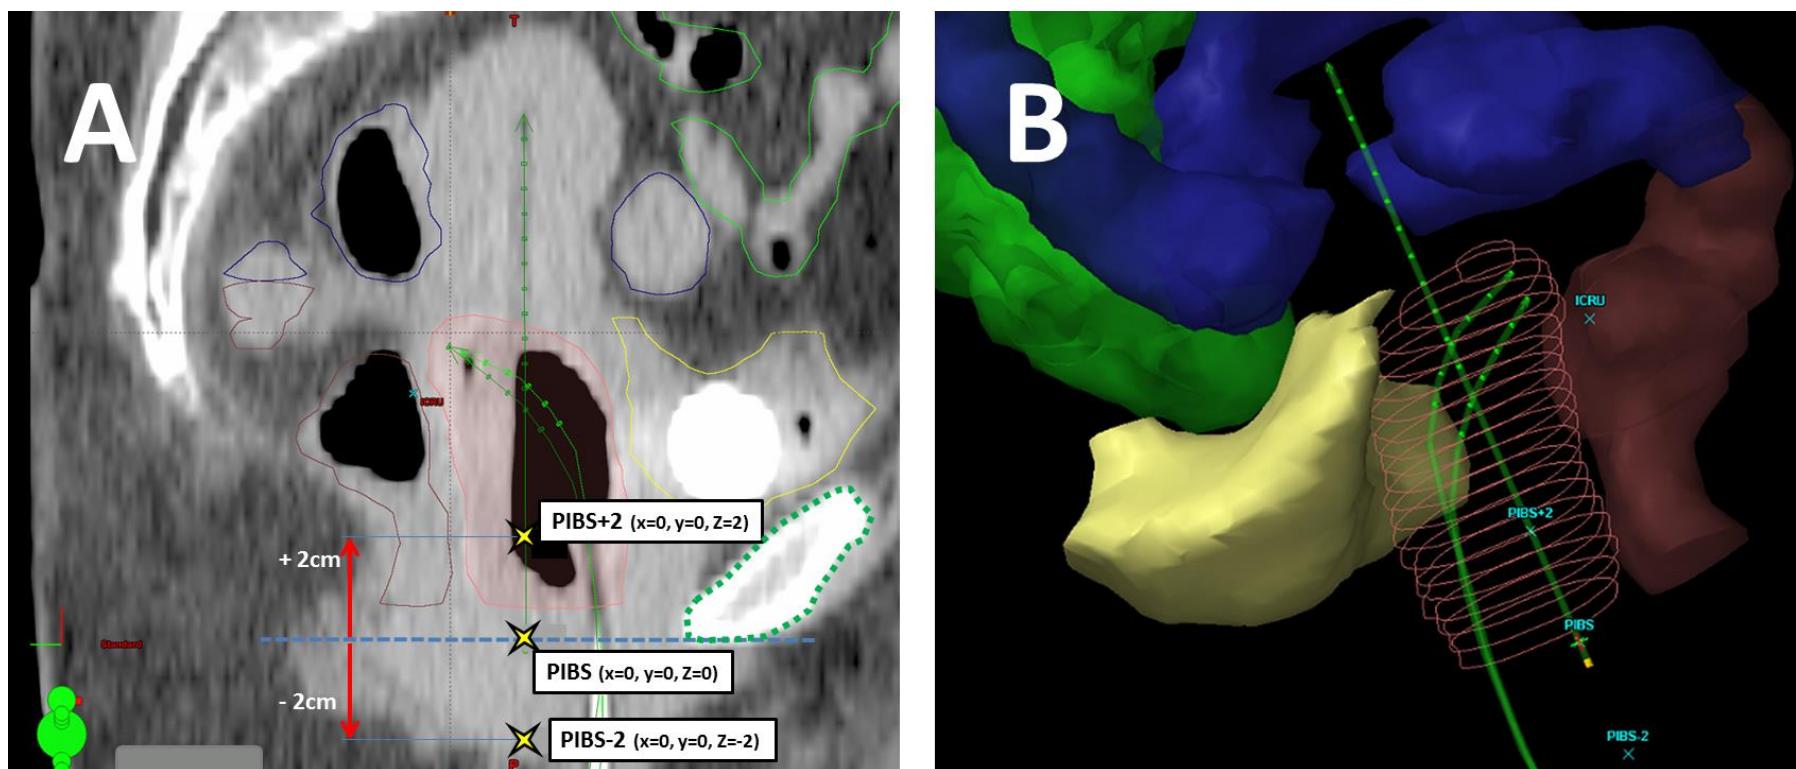 T
A
ICRU
PIBS+2 (x=0, y=0, Z=2)
+ 2cm
Standard
PIBS (x=0, y=0, Z=0)
- 2cm
PIBS-2 (x=0, y=0, Z=-2)
P
B
ICRU
PIBS+2
PIBS
PIBS-2